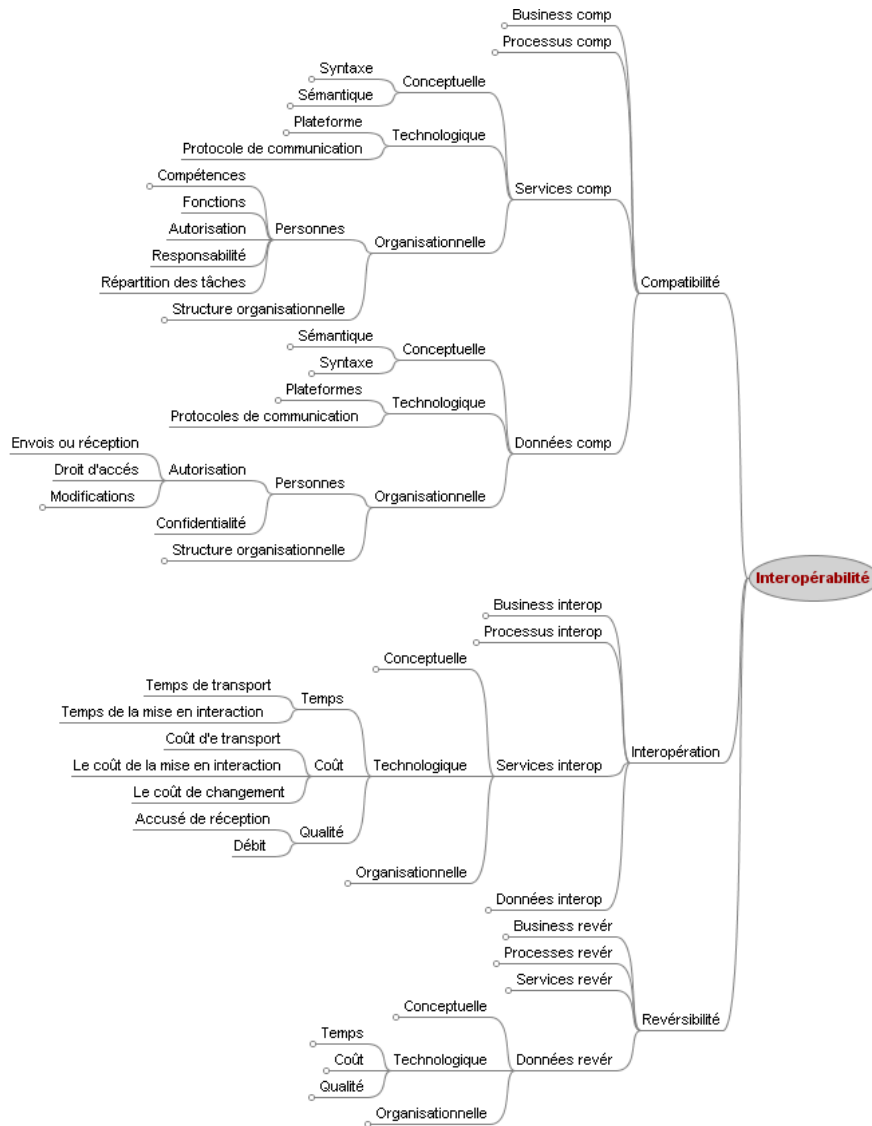 Business comp
Processus comp
Syntaxe
Conceptuelle
Sémantique
Plateforme
Technologique
Protocole de communication
Compétences
Services comp
Fonctions
Autorisation
Personnes
Organisationnelle
Responsabilité
Répartition des tâches
Compatibilité
Structure organisationnelle
Sémantique
Conceptuelle
Syntaxe
Plateformes
Technologique
Protocoles de communication
Données comp
Envois ou réception
Droit d'accés
Autorisation
Personnes
Modifications
Organisationnelle
Confidentialité
Structure organisationnelle
Interopérabilité
Business interop
Processus interop
Conceptuelle
Temps de transport
Temps
Temps de la mise en interaction
Coût d'e transport
Interopération
Le coût de la mise en interaction
Coût
Technologique
Services interop
Le coût de changement
Accusé de réception
Qualité
Débit
Organisationnelle
Données interop
Business revér
Processes revér
Services revér
Conceptuelle
Revérsibilité
Temps
Coût
Technologique
Données revér
Qualité
Organisationnelle